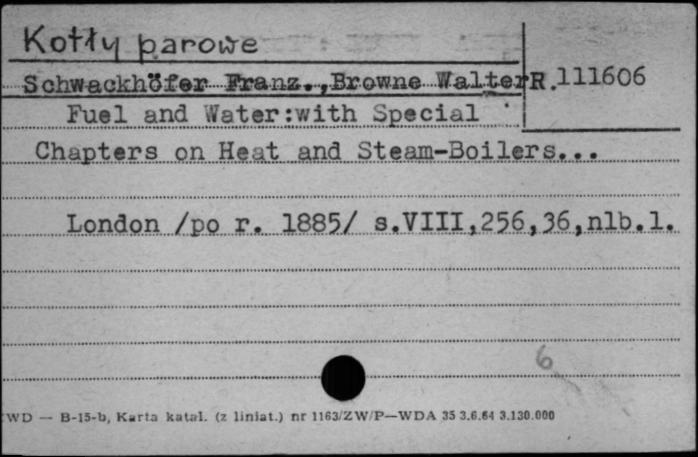 Kotły parowe
Schwackhöfer Franz.,Browne Walter R. 111606
Fuel and Water:with Special
Chapters on Heat and Steam-Boilers...
London /po r. 1885/ s.VIII,256,36,nlb.1.
6
WD — B-15-b, Karta katal. (z liniat.) nr 1163/ZW/P—WDA 35 3.6.64 3.130.000